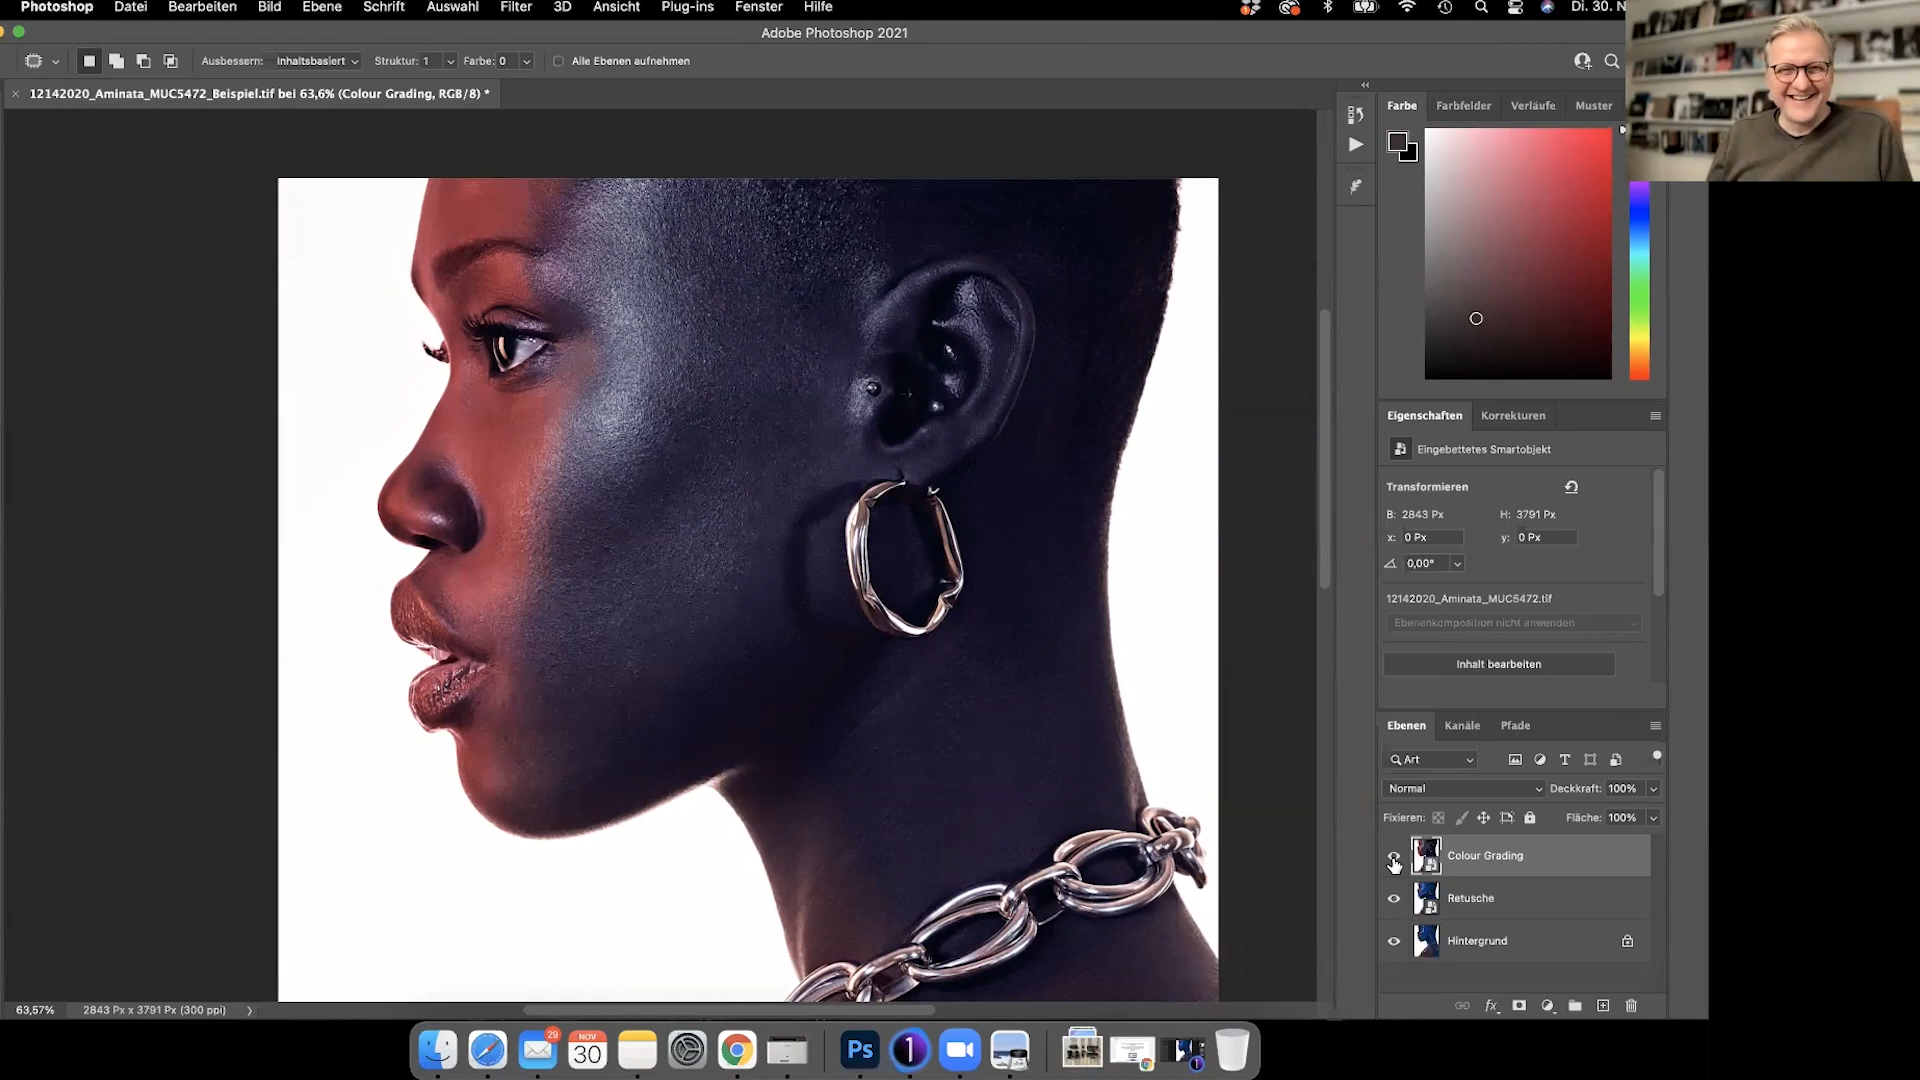 Photoshop Datei Bearbeiten Bild Ebene Schrift Auswahl Filter 3D Ansicht Plug-ins Fenster Hilfe Di. 30. N
Adobe Photoshop 2021
Ausbessern: Inhaltsbasiert Struktur: 1 Farbe: 0 Alle Ebenen aufnehmen
12142020_Aminata_MUC5472_Beispiel.tif bei 63,6% (Colour Grading, RGB/8) *
Farbe Farbfelder Verläufe Muster
Eigenschaften Korrekturen
Eingebettetes Smartobjekt
Transformieren
B: 2843 Px H: 3791 Px
x: 0 Px y: 0 Px
0,00°
12142020_Aminata_MUC5472.tif
Ebenenkomposition nicht anwenden
Inhalt bearbeiten
Ebenen Kanäle Pfade
Art
Normal Deckkraft: 100%
Fixieren: Fläche: 100%
Colour Grading
Retusche
Hintergrund
fx
63,57% 2843 Px x 3791 Px (300 ppi)
29
NOV
30
Ps
1